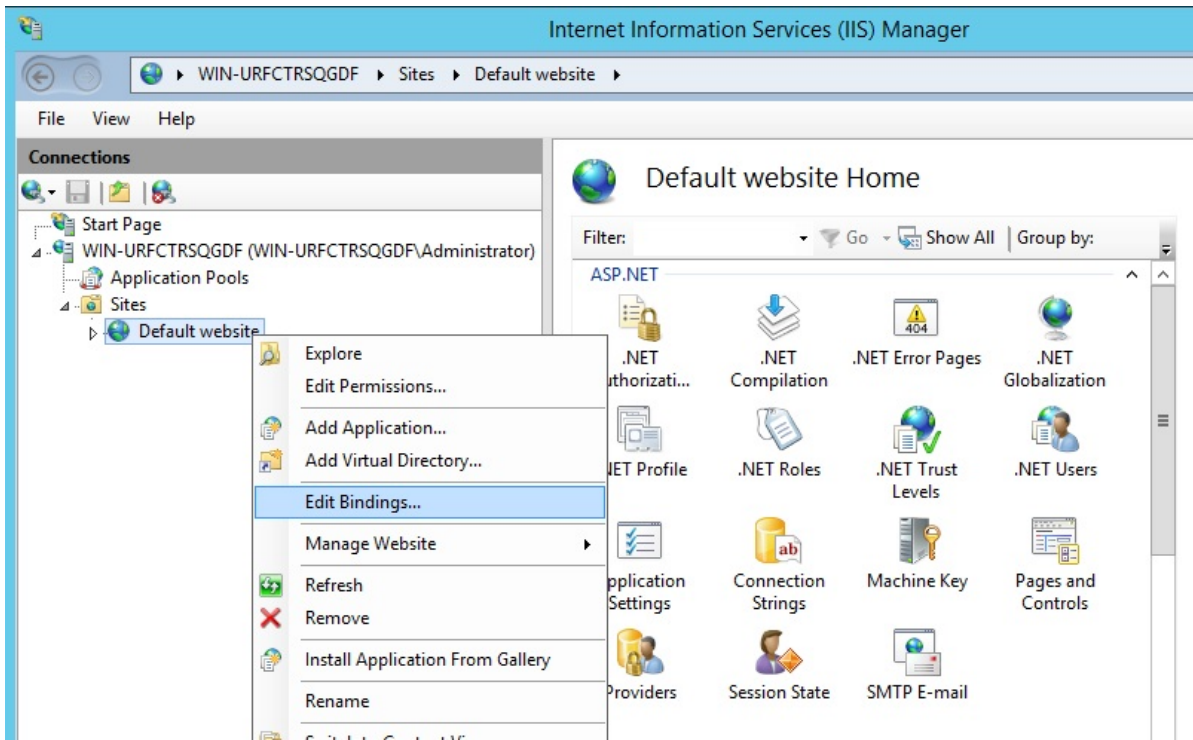 Internet Information Services (IIS) Manager
WIN-URFCTRSQGDF Sites Default website
File View Help
Connections
Start Page
WIN-URFCTRSQGDF (WIN-URFCTRSQGDF\Administrator)
Application Pools
Sites
Default website
Explore
Edit Permissions...
Add Application...
Add Virtual Directory...
Edit Bindings...
Manage Website
Refresh
Remove
Install Application From Gallery
Rename
Default website Home
Filter: Go Show All Group by:
ASP.NET
.NET
uthorizati...
.NET
Compilation
404
.NET Error Pages
.NET
Globalization
NET Profile
.NET Roles
.NET Trust
Levels
.NET Users
pplication
Settings
ab
Connection
Strings
Machine Key
Pages and
Controls
Providers
Session State
SMTP E-mail